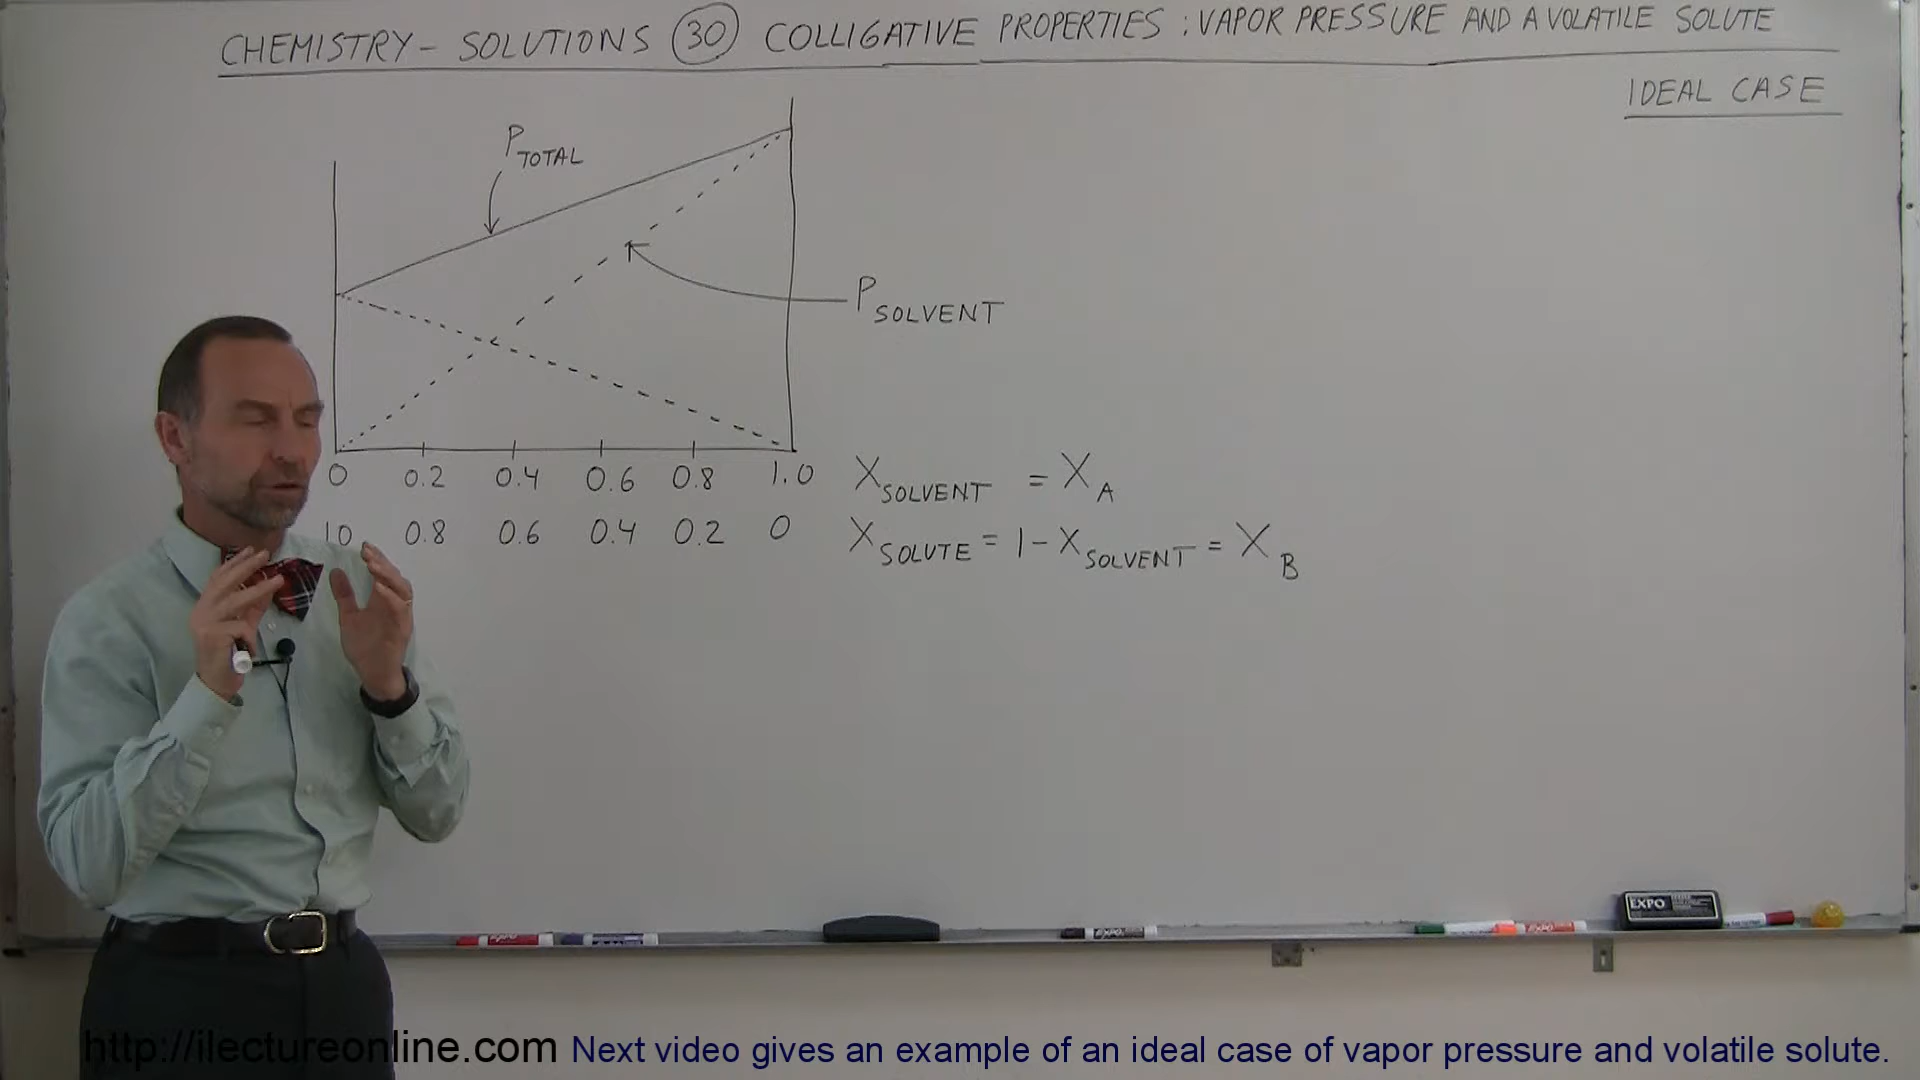 CHEMISTRY - SOLUTIONS 30 COLLIGATIVE PROPERTIES : VAPOR PRESSURE AND A VOLATILE SOLUTE
IDEAL CASE
P TOTAL
P SOLVENT
0 0.2 0.4 0.6 0.8 1.0 X SOLVENT = X A
10 0.8 0.6 0.4 0.2 0 X SOLUTE = 1 - X SOLVENT = X B
EXPO
http://ilectureonline.com Next video gives an example of an ideal case of vapor pressure and volatile solute.